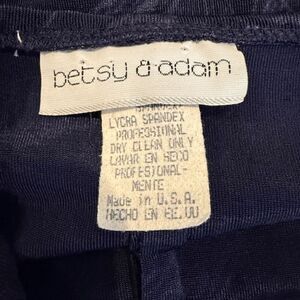 betsy & adam
SPANDEX
LYCRA SPANDEX
PROFESSIONAL
DRY CLEAN ONLY
LAVAR EN SECO
PROFESIONAL-
MENTE
Made in U.S.A.
HECHO EN EE.UU